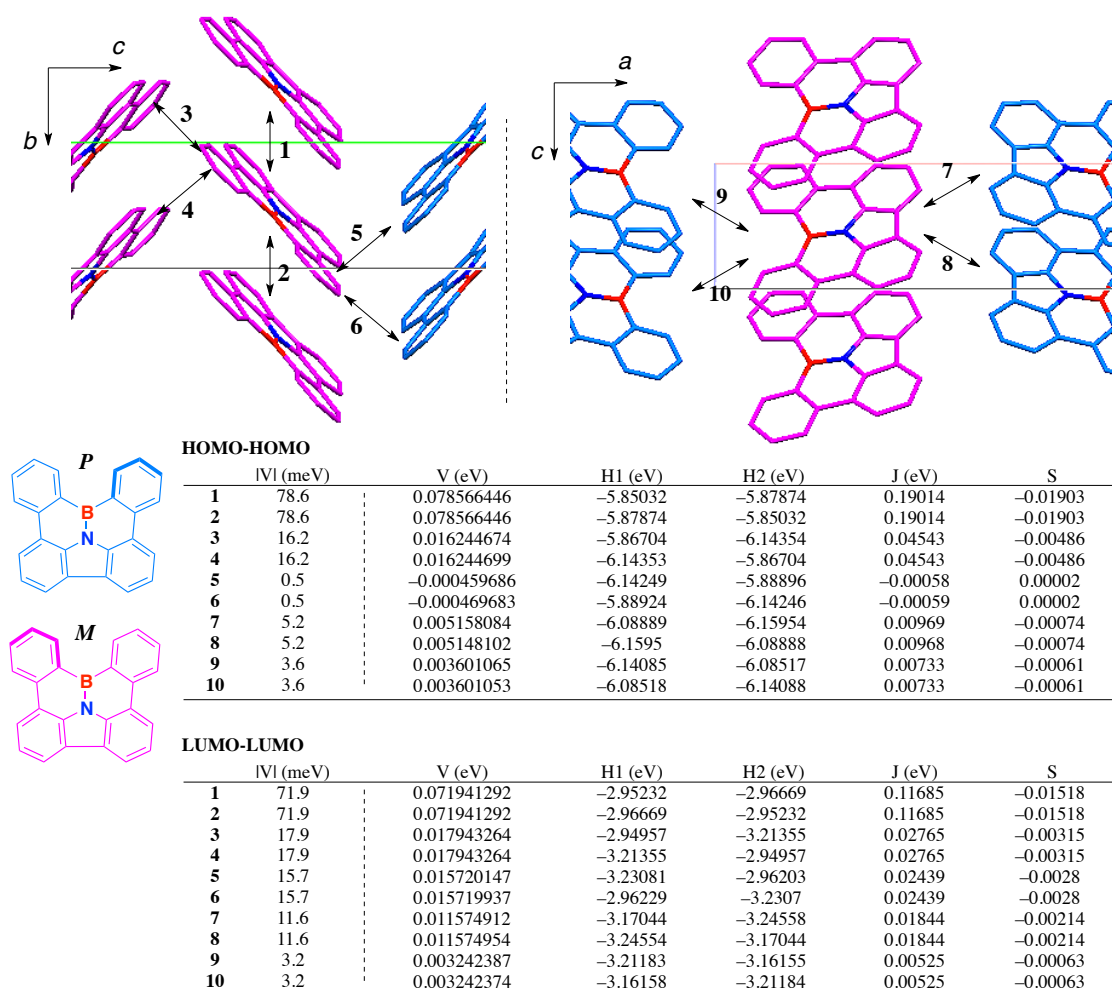 c
b
3
1
4
5
2
6
a
c
7
9
8
10
P
B
N
M
B
N
HOMO-HOMO
|V| (meV) V (eV) H1 (eV) H2 (eV) J (eV) S
1 78.6 0.078566446 −5.85032 −5.87874 0.19014 −0.01903
2 78.6 0.078566446 −5.87874 −5.85032 0.19014 −0.01903
3 16.2 0.016244674 −5.86704 −6.14354 0.04543 −0.00486
4 16.2 0.016244699 −6.14353 −5.86704 0.04543 −0.00486
5 0.5 −0.000459686 −6.14249 −5.88896 −0.00058 0.00002
6 0.5 −0.000469683 −5.88924 −6.14246 −0.00059 0.00002
7 5.2 0.005158084 −6.08889 −6.15954 0.00969 −0.00074
8 5.2 0.005148102 −6.1595 −6.08888 0.00968 −0.00074
9 3.6 0.003601065 −6.14085 −6.08517 0.00733 −0.00061
10 3.6 0.003601053 −6.08518 −6.14088 0.00733 −0.00061
LUMO-LUMO
|V| (meV) V (eV) H1 (eV) H2 (eV) J (eV) S
1 71.9 0.071941292 −2.95232 −2.96669 0.11685 −0.01518
2 71.9 0.071941292 −2.96669 −2.95232 0.11685 −0.01518
3 17.9 0.017943264 −2.94957 −3.21355 0.02765 −0.00315
4 17.9 0.017943264 −3.21355 −2.94957 0.02765 −0.00315
5 15.7 0.015720147 −3.23081 −2.96203 0.02439 −0.0028
6 15.7 0.015719937 −2.96229 −3.2307 0.02439 −0.0028
7 11.6 0.011574912 −3.17044 −3.24558 0.01844 −0.00214
8 11.6 0.011574954 −3.24554 −3.17044 0.01844 −0.00214
9 3.2 0.003242387 −3.21183 −3.16155 0.00525 −0.00063
10 3.2 0.003242374 −3.16158 −3.21184 0.00525 −0.00063